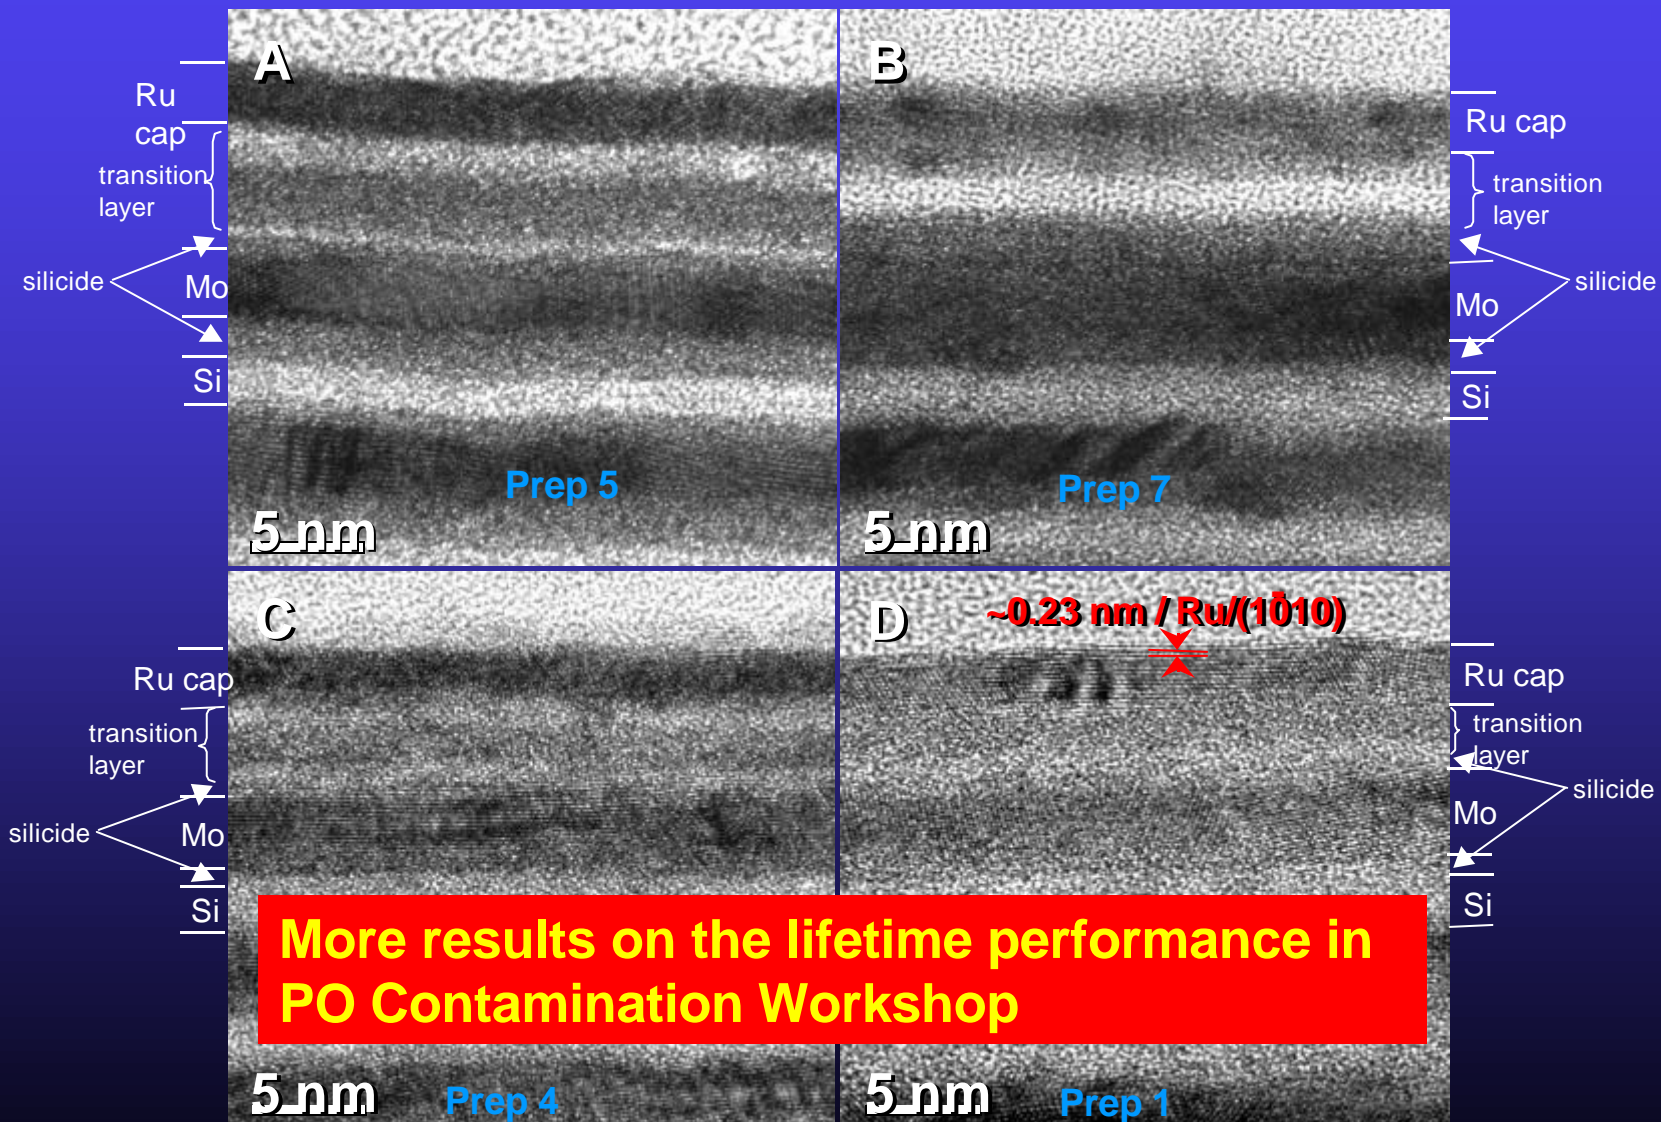 A
B
Ru
cap
transition
layer
silicide
Mo
Si
Ru cap
transition
layer
silicide
Mo
Si
Prep 5
Prep 7
5 nm
5 nm
C
D
~0.23 nm / Ru/(101̄0)
Ru cap
transition
layer
silicide
Mo
Si
Ru cap
transition
layer
silicide
Mo
Si
More results on the lifetime performance in
PO Contamination Workshop
5 nm
Prep 4
5 nm
Prep 1